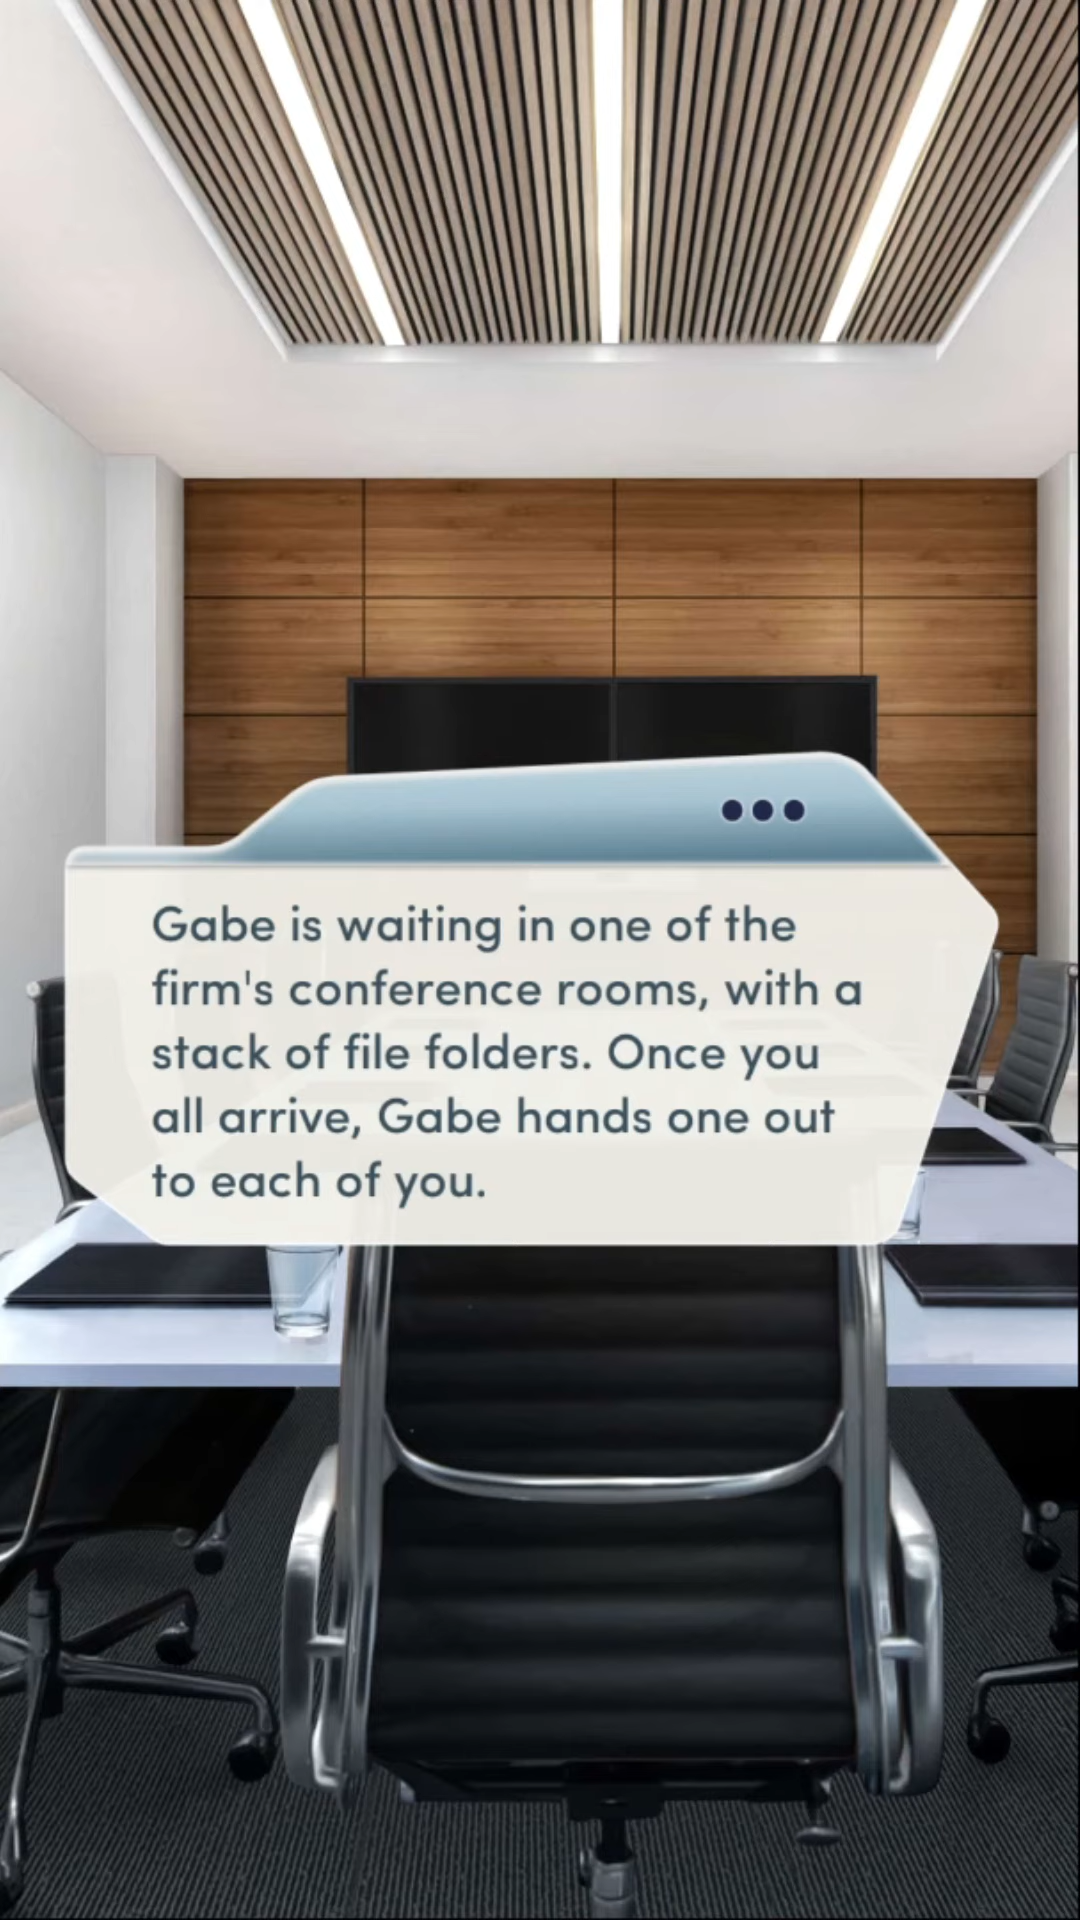 Gabe is waiting in one of the
firm's conference rooms, with a
stack of file folders. Once you
all arrive, Gabe hands one out
to each of you.